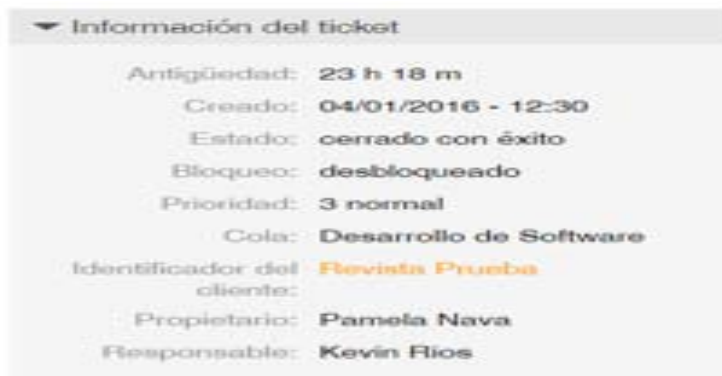 Información del ticket
Antigüedad: 23 h 18 m
Creado: 04/01/2016 - 12:30
Estado: cerrado con éxito
Bloqueo: desbloqueado
Prioridad: 3 normal
Cola: Desarrollo de Software
Identificador del Revista Prueba
cliente:
Propietario: Pamela Nava
Responsable: Kevin Ríos